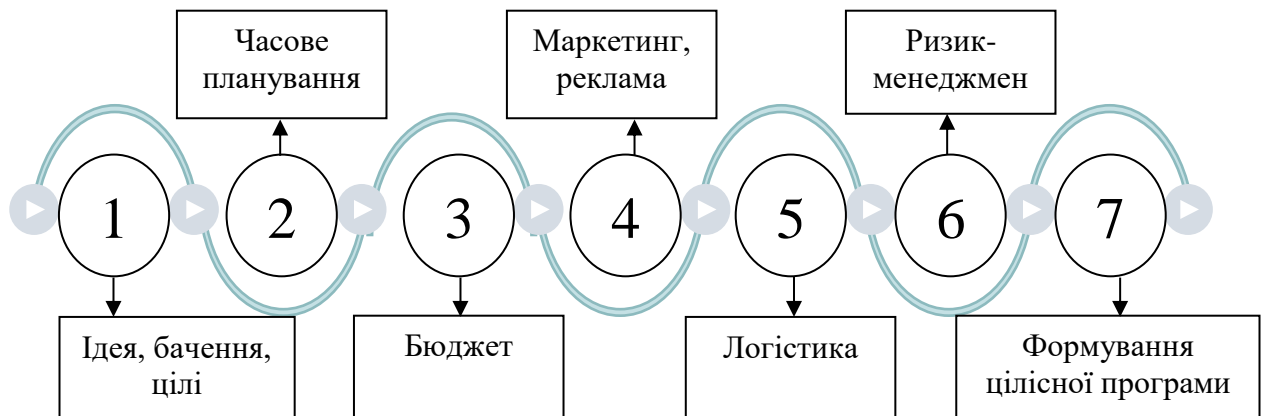 Часове
планування
Маркетинг,
реклама
Ризик-
менеджмен
1
2
3
4
5
6
7
Ідея, бачення,
цілі
Бюджет
Логістика
Формування
цілісної програми